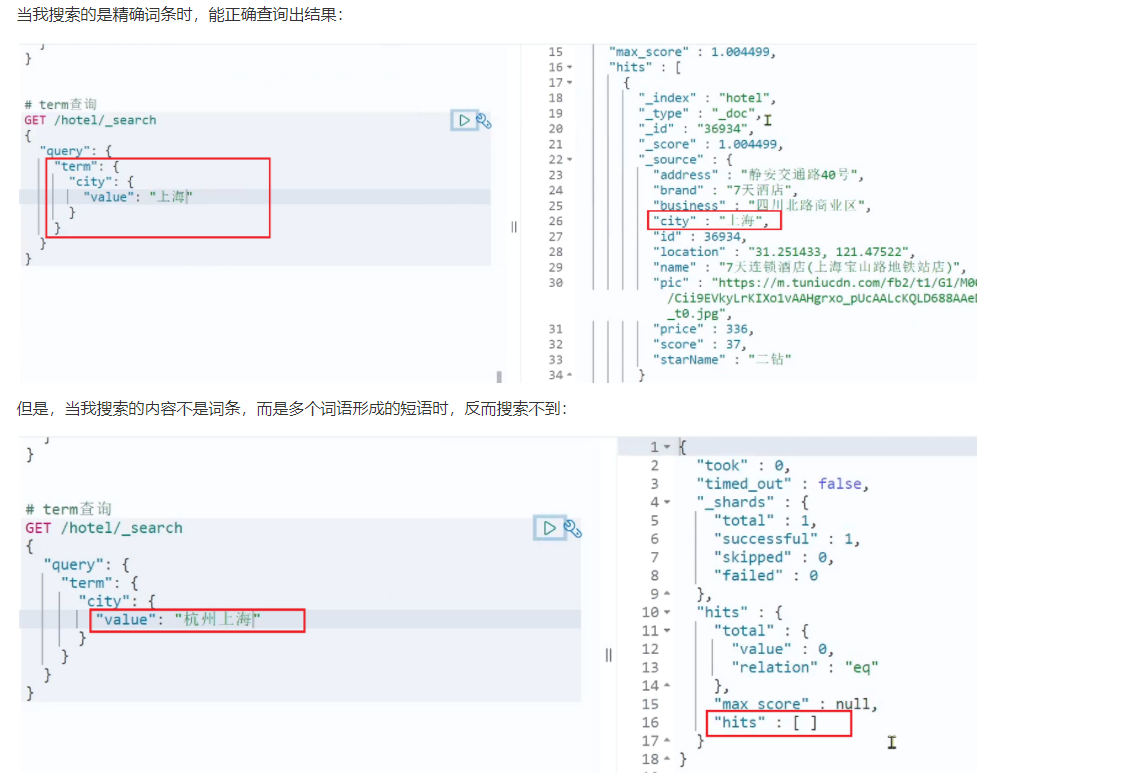 当我搜索的是精确词条时，能正确查询出结果：
}
# term查询
GET /hotel/_search
{
"query": {
"term": {
"city": {
"value": "上海"
}
}
}
}
15 "max_score" : 1.004499,
16 "hits" : [
17 {
18 "_index" : "hotel",
19 "_type" : "_doc",
20 "_id" : "36934",
21 "_score" : 1.004499,
22 "_source" : {
23 "address" : "静安交通路40号",
24 "brand" : "7天酒店",
25 "business" : "四川北路商业区",
26 "city" : "上海",
27 "id" : 36934,
28 "location" : "31.251433, 121.47522",
29 "name" : "7天连锁酒店(上海宝山路地铁站店)",
30 "pic" : "https://m.tuniucdn.com/fb2/t1/G1/M00
/Cii9EVkyLrKIXo1vAAHgrxo_pUcAALcKQLD688AAeD
_t0.jpg",
31 "price" : 336,
32 "score" : 37,
33 "starName" : "二钻"
34 }
但是，当我搜索的内容不是词条，而是多个词语形成的短语时，反而搜索不到：
}
# term查询
GET /hotel/_search
{
"query": {
"term": {
"city": {
"value": "杭州上海"
}
}
}
}
1 {
2 "took" : 0,
3 "timed_out" : false,
4 "_shards" : {
5 "total" : 1,
6 "successful" : 1,
7 "skipped" : 0,
8 "failed" : 0
9 },
10 "hits" : {
11 "total" : {
12 "value" : 0,
13 "relation" : "eq"
14 },
15 "max_score" : null,
16 "hits" : [ ]
17 }
18 }